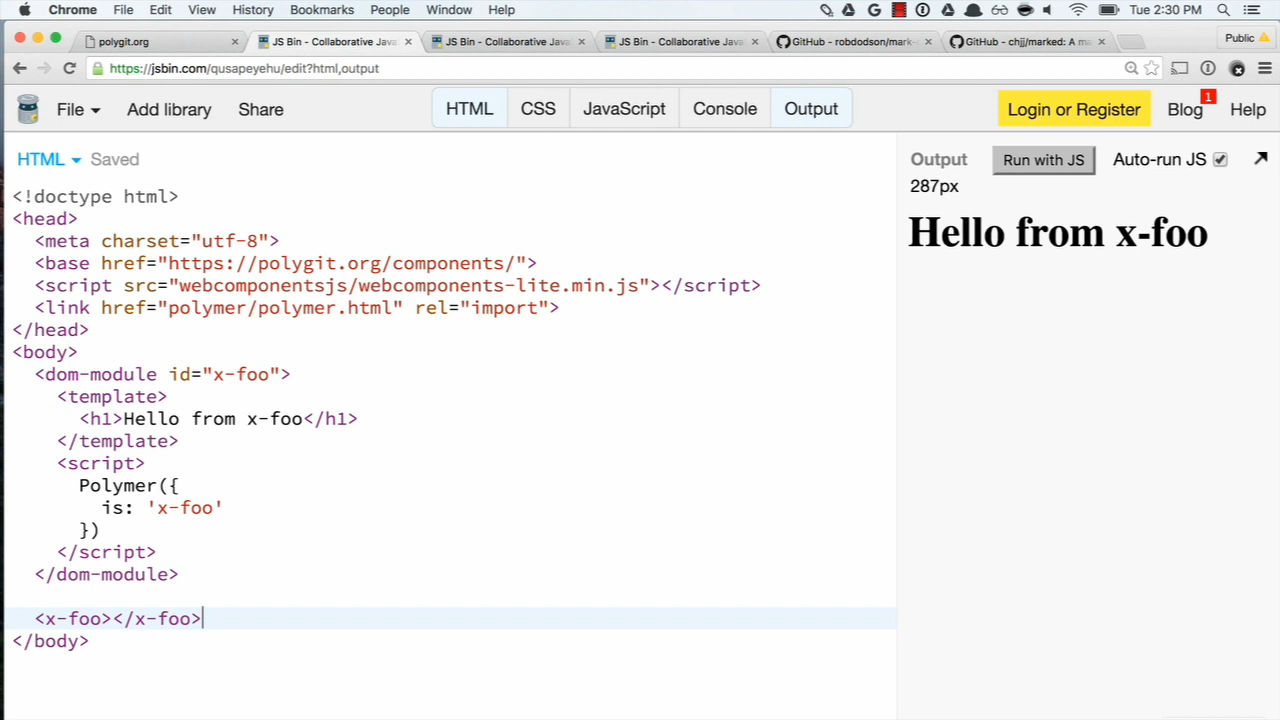 Chrome File Edit View History Bookmarks People Window Help Tue 2:30 PM
polygit.org
JS Bin - Collaborative Java
JS Bin - Collaborative Java
JS Bin - Collaborative Java
GitHub - robdodson/mark-
GitHub - chjj/marked: A ma
Public
https://jsbin.com/qusapeyehu/edit?html,output
File Add library Share HTML CSS JavaScript Console Output Login or Register Blog 1 Help
HTML Saved
<!doctype html>
<head>
<meta charset="utf-8">
<base href="https://polygit.org/components/">
<script src="webcomponentsjs/webcomponents-lite.min.js"></script>
<link href="polymer/polymer.html" rel="import">
</head>
<body>
<dom-module id="x-foo">
<template>
<h1>Hello from x-foo</h1>
</template>
<script>
Polymer({
is: 'x-foo'
})
</script>
</dom-module>
<x-foo></x-foo>
</body>
Output Run with JS Auto-run JS
287px
Hello from x-foo